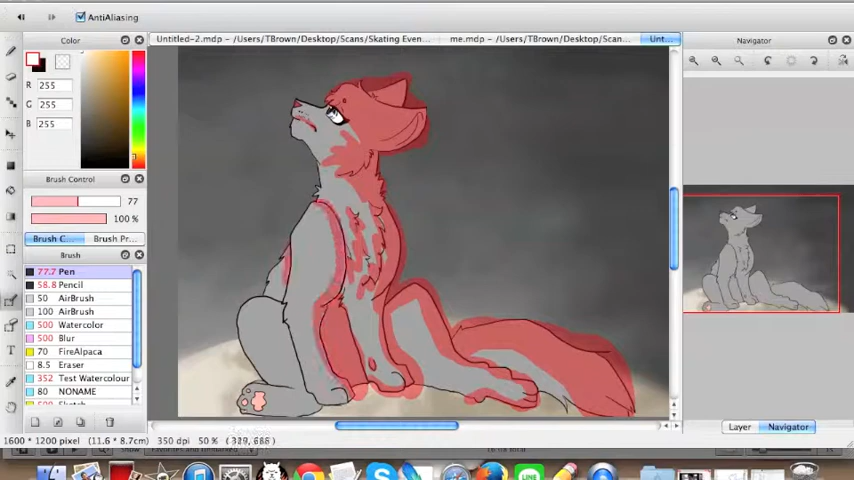 AntiAliasing
Color
Untitled-2.mdp - /Users/TBrown/Desktop/Scans/Skating Even...
me.mdp - /Users/TBrown/Desktop/Scan...
Unt...
Navigator
R 255
G 255
B 255
Brush Control
77
100 %
Brush C...
Brush Pr...
Brush
77.7 Pen
58.8 Pencil
50 AirBrush
100 AirBrush
500 Watercolor
500 Blur
70 FireAlpaca
8.5 Eraser
352 Test Watercolour
80 NONAME
T
Layer
Navigator
1600 * 1200 pixel (11.6 * 8.7cm) 350 dpi 50 % ( 329, 688 )
LINE